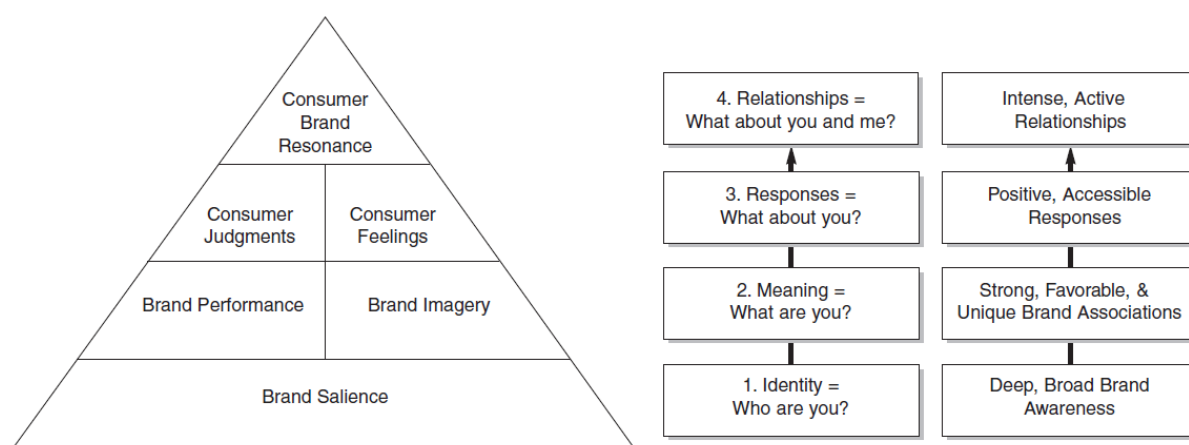 Consumer
Brand
Resonance
Consumer
Judgments
Consumer
Feelings
Brand Performance
Brand Imagery
Brand Salience
4. Relationships =
What about you and me?
3. Responses =
What about you?
2. Meaning =
What are you?
1. Identity =
Who are you?
Intense, Active
Relationships
Positive, Accessible
Responses
Strong, Favorable, &
Unique Brand Associations
Deep, Broad Brand
Awareness